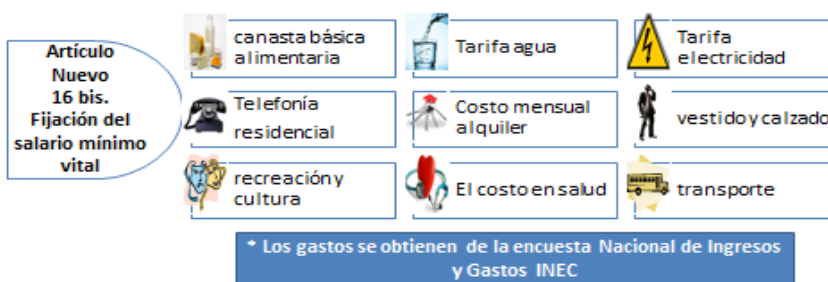 Artículo
Nuevo
16 bis.
Fijación del
salario mínimo
vital
canasta básica
alimentaria
Tarifa agua
Tarifa
electricidad
Telefonía
residencial
Costo mensual
alquiler
vestido y calzado
recreación y
cultura
El costo en salud
transporte
* Los gastos se obtienen de la encuesta Nacional de Ingresos
y Gastos INEC